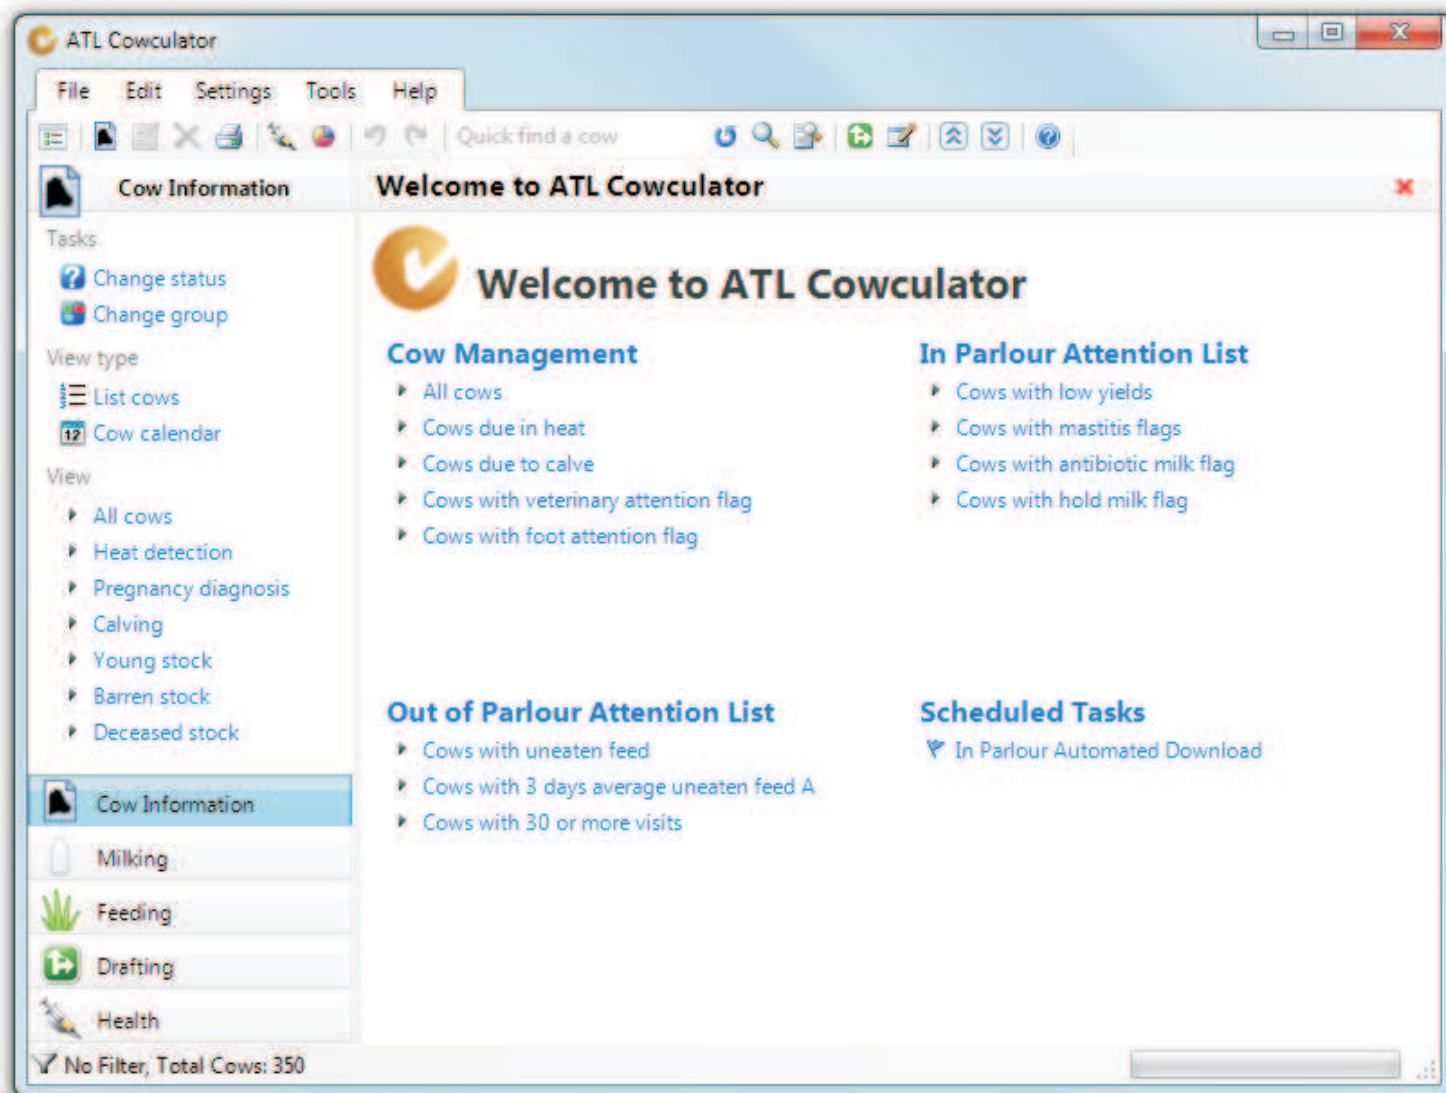 ATL Cowculator
File Edit Settings Tools Help
Quick find a cow
Cow Information
Tasks
Change status
Change group
View type
List cows
12 Cow calendar
View
All cows
Heat detection
Pregnancy diagnosis
Calving
Young stock
Barren stock
Deceased stock
Cow Information
Milking
Feeding
Drafting
Health
Welcome to ATL Cowculator
Welcome to ATL Cowculator
Cow Management
All cows
Cows due in heat
Cows due to calve
Cows with veterinary attention flag
Cows with foot attention flag
In Parlour Attention List
Cows with low yields
Cows with mastitis flags
Cows with antibiotic milk flag
Cows with hold milk flag
Out of Parlour Attention List
Cows with uneaten feed
Cows with 3 days average uneaten feed A
Cows with 30 or more visits
Scheduled Tasks
In Parlour Automated Download
No Filter, Total Cows: 350